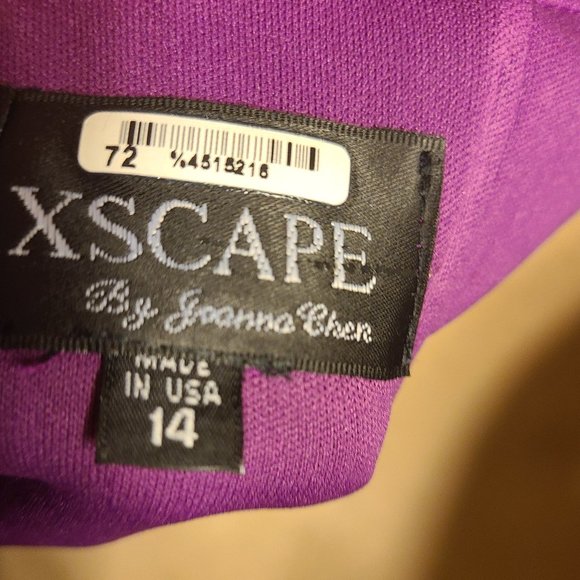 72 %4515216
XSCAPE
By Joanna Chen
MADE
IN USA
14